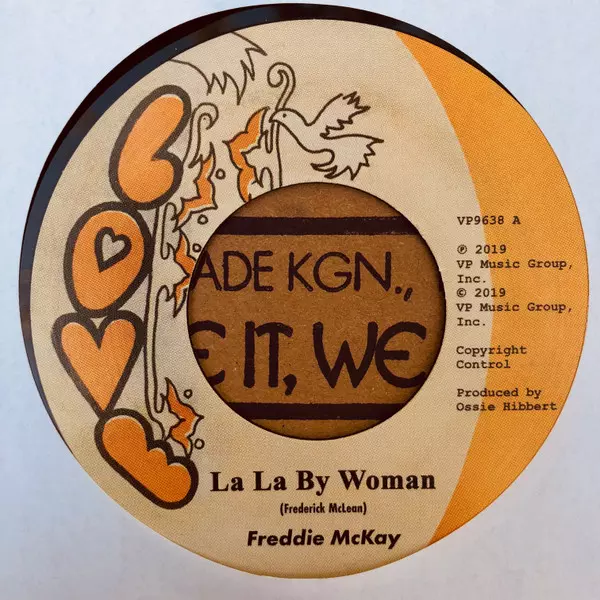 LOVE
ADE KGN.,
E IT, WE
VP9638 A
℗ 2019
VP Music Group,
Inc.
© 2019
VP Music Group,
Inc.
Copyright
Control
Produced by
Ossie Hibbert
La La By Woman
(Frederick McLean)
Freddie McKay